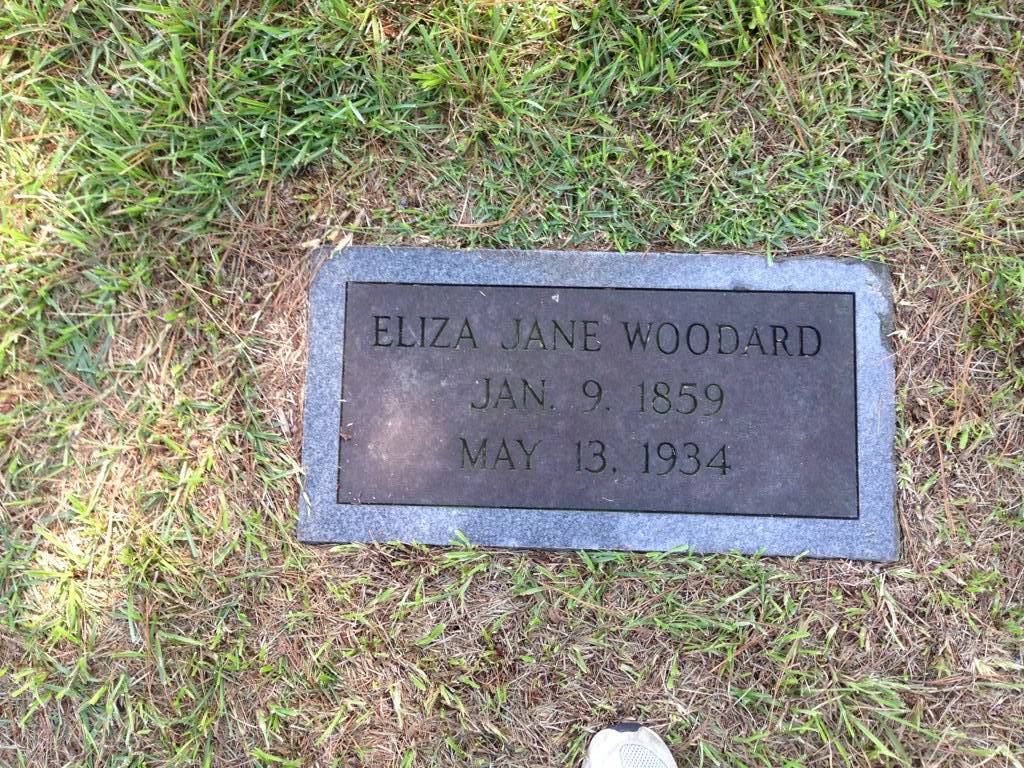 ELIZA JANE WOODARD
JAN. 9, 1859
MAY 13, 1934